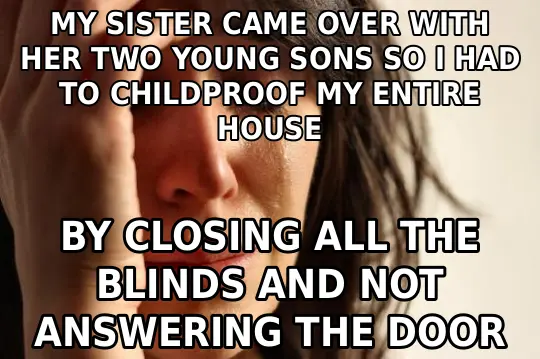 MY SISTER CAME OVER WITH
HER TWO YOUNG SONS SO I HAD
TO CHILDPROOF MY ENTIRE
HOUSE
BY CLOSING ALL THE
BLINDS AND NOT
ANSWERING THE DOOR